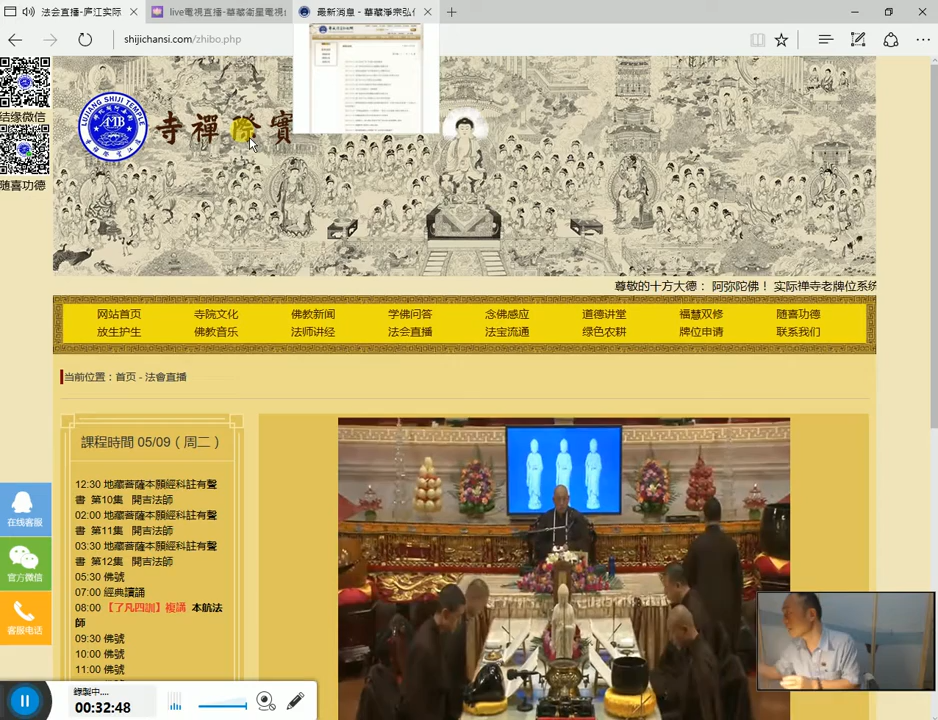 法会直播-庐江实际
live電視直播-華藏衛星電視
最新消息 - 華藏淨宗弘
shijichansi.com/zhibo.php
结缘微信
随喜功德
LUJIANG SHIJI TEMPLE
AMB
寺禪際實
尊敬的十方大德： 阿弥陀佛！ 实际禅寺老牌位系统
网站首页 寺院文化 佛教新闻 学佛问答 念佛感应 道德讲堂 福慧双修 随喜功德
放生护生 佛教音乐 法师讲经 法会直播 法宝流通 绿色农耕 牌位申请 联系我们
当前位置：首页 - 法會直播
課程時間 05/09（周二）
12:30 地藏菩薩本願經科註有聲
書 第10集 開吉法師
02:00 地藏菩薩本願經科註有聲
書 第11集 開吉法師
03:30 地藏菩薩本願經科註有聲
書 第12集 開吉法師
05:30 佛號
07:00 經典讀誦
08:00 【了凡四訓】複講 本航法
師
09:30 佛號
10:00 佛號
11:00 佛號
在线客服
官方微信
客服电话
錄製中....
00:32:48